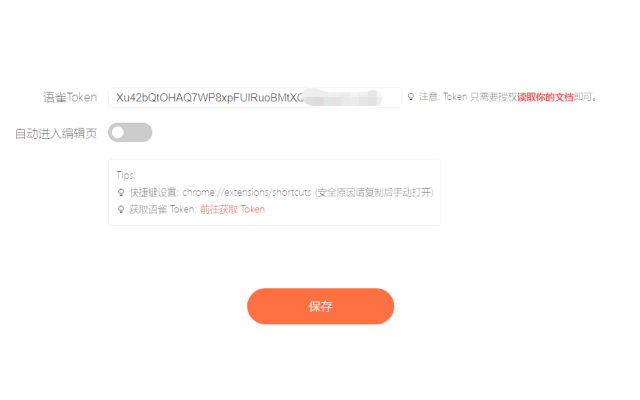 语雀Token Xu42bQtOHAQ7WP8xpFUIRuoBMtXC 注意: Token 只需要授权读取你的文档即可。
自动进入编辑页
Tips:
快捷键设置: chrome://extensions/shortcuts (安全原因请复制后手动打开)
获取语雀 Token: 前往获取 Token
保存